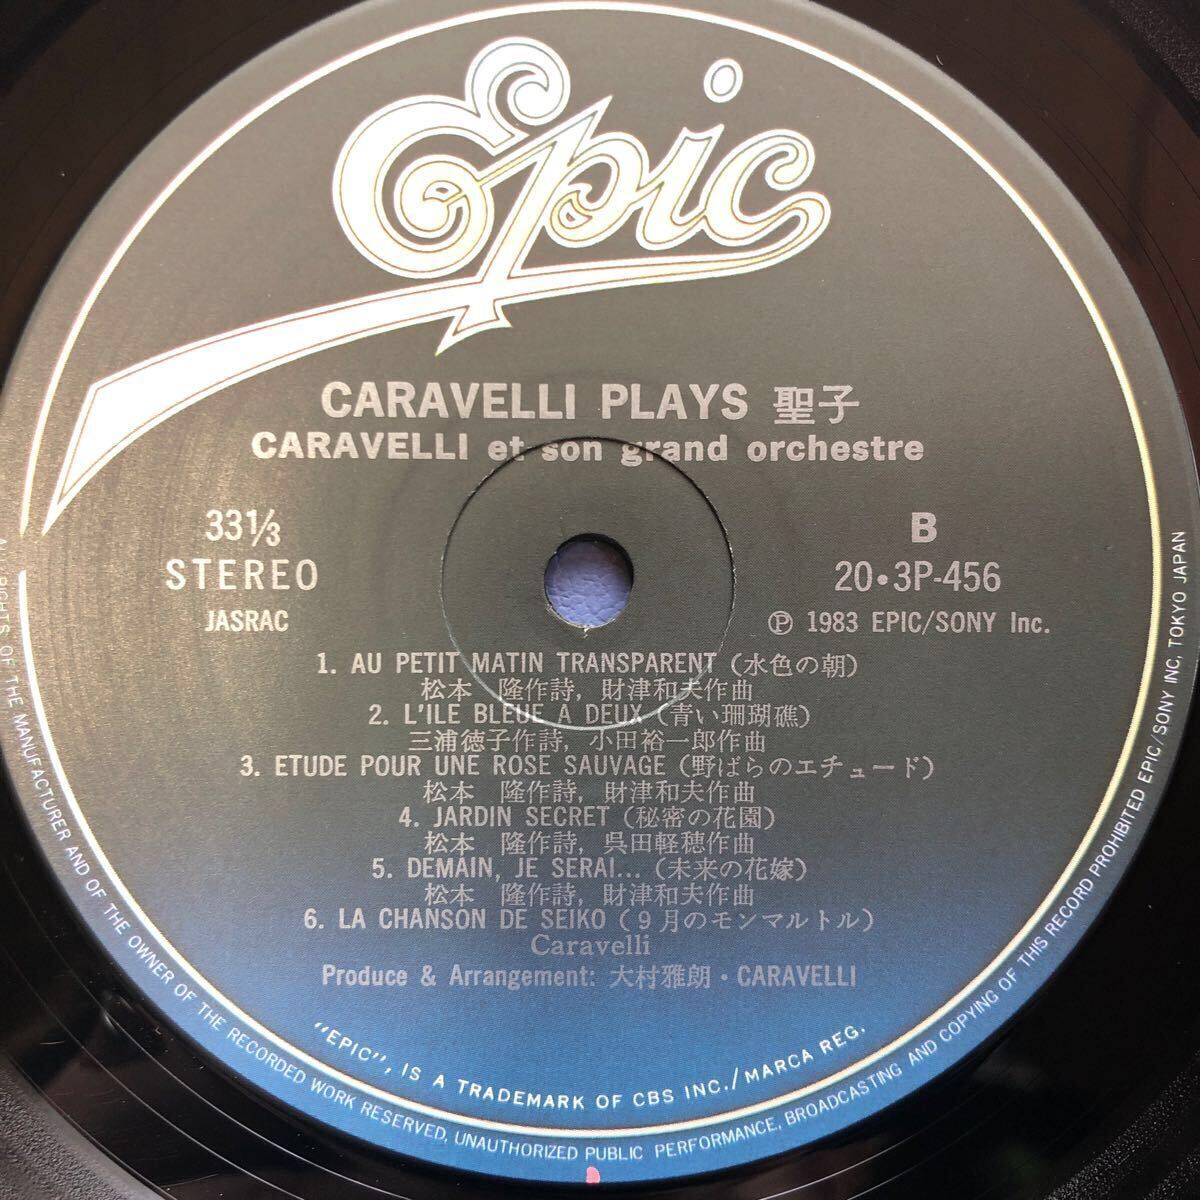 Epic
CARAVELLI PLAYS 聖子
CARAVELLI et son grand orchestre
33⅓
STEREO
JASRAC
B
20・3P-456
Ⓟ 1983 EPIC/SONY Inc.
1. AU PETIT MATIN TRANSPARENT (水色の朝)
松本 隆作詩, 財津和夫作曲
2. L'ILE BLEUE A DEUX (青い珊瑚礁)
三浦徳子作詩, 小田裕一郎作曲
3. ETUDE POUR UNE ROSE SAUVAGE (野ばらのエチュード)
松本 隆作詩, 財津和夫作曲
4. JARDIN SECRET (秘密の花園)
松本 隆作詩, 呉田軽穂作曲
5. DEMAIN, JE SERAI... (未来の花嫁)
松本 隆作詩, 財津和夫作曲
6. LA CHANSON DE SEIKO (9月のモンマルトル)
Caravelli
Produce & Arrangement: 大村雅朗・CARAVELLI
"EPIC", IS A TRADEMARK OF CBS INC./MARCA REG.
ALL RIGHTS OF THE MANUFACTURER AND OF THE OWNER OF THE RECORDED WORK RESERVED, UNAUTHORIZED PUBLIC PERFORMANCE, BROADCASTING AND COPYING OF THIS RECORD PROHIBITED EPIC/SONY INC, TOKYO JAPAN